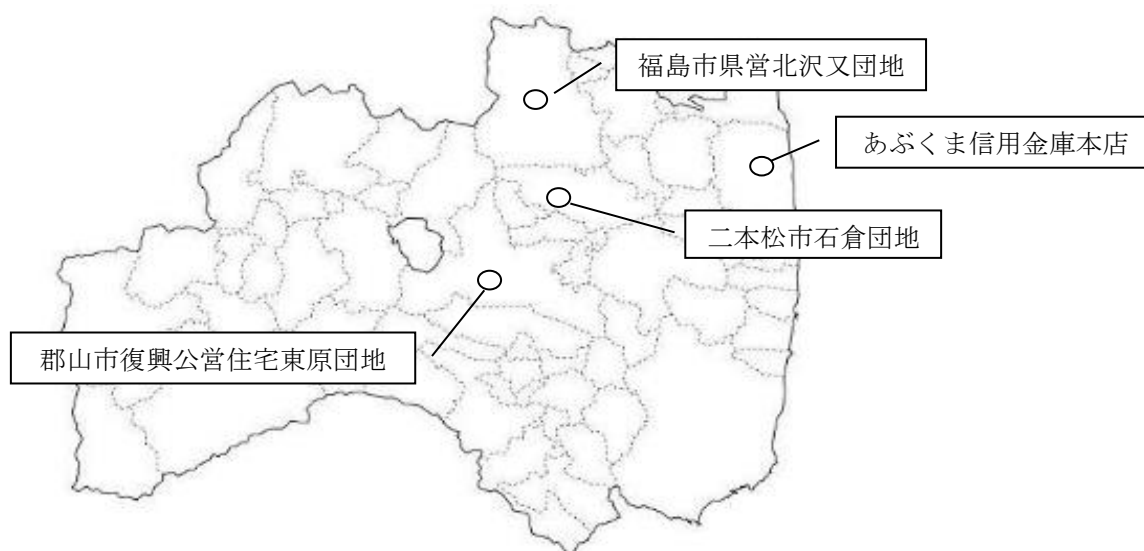 福島市県営北沢又団地
あぶくま信用金庫本店
二本松市石倉団地
郡山市復興公営住宅東原団地